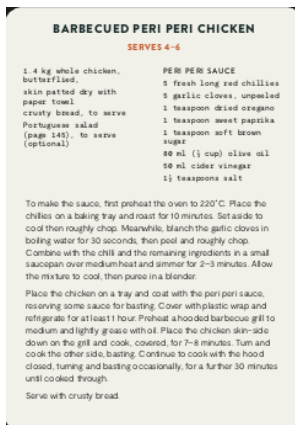 BARBECUED PERI PERI CHICKEN
SERVES 4–6
1.4 kg whole chicken,
butterflied,
skin patted dry with
paper towel
crusty bread, to serve
Portuguese salad
(page 145), to serve
(optional)
PERI PERI SAUCE
5 fresh long red chillies
5 garlic cloves, unpeeled
1 teaspoon dried oregano
1 teaspoon sweet paprika
1 teaspoon soft brown
sugar
80 ml (⅓ cup) olive oil
50 ml cider vinegar
1½ teaspoons salt
To make the sauce, first preheat the oven to 220°C. Place the
chillies on a baking tray and roast for 10 minutes. Set aside to
cool then roughly chop. Meanwhile, blanch the garlic cloves in
boiling water for 30 seconds, then peel and roughly chop.
Combine with the chilli and the remaining ingredients in a small
saucepan over medium heat and simmer for 2–3 minutes. Allow
the mixture to cool, then puree in a blender.
Place the chicken on a tray and coat with the peri peri sauce,
reserving some sauce for basting. Cover with plastic wrap and
refrigerate for at least 1 hour. Preheat a hooded barbecue grill to
medium and lightly grease with oil. Place the chicken skin-side
down on the grill and cook, covered, for 7–8 minutes. Turn and
cook the other side, basting. Continue to cook with the hood
closed, turning and basting occasionally, for a further 30 minutes
until cooked through.
Serve with crusty bread.